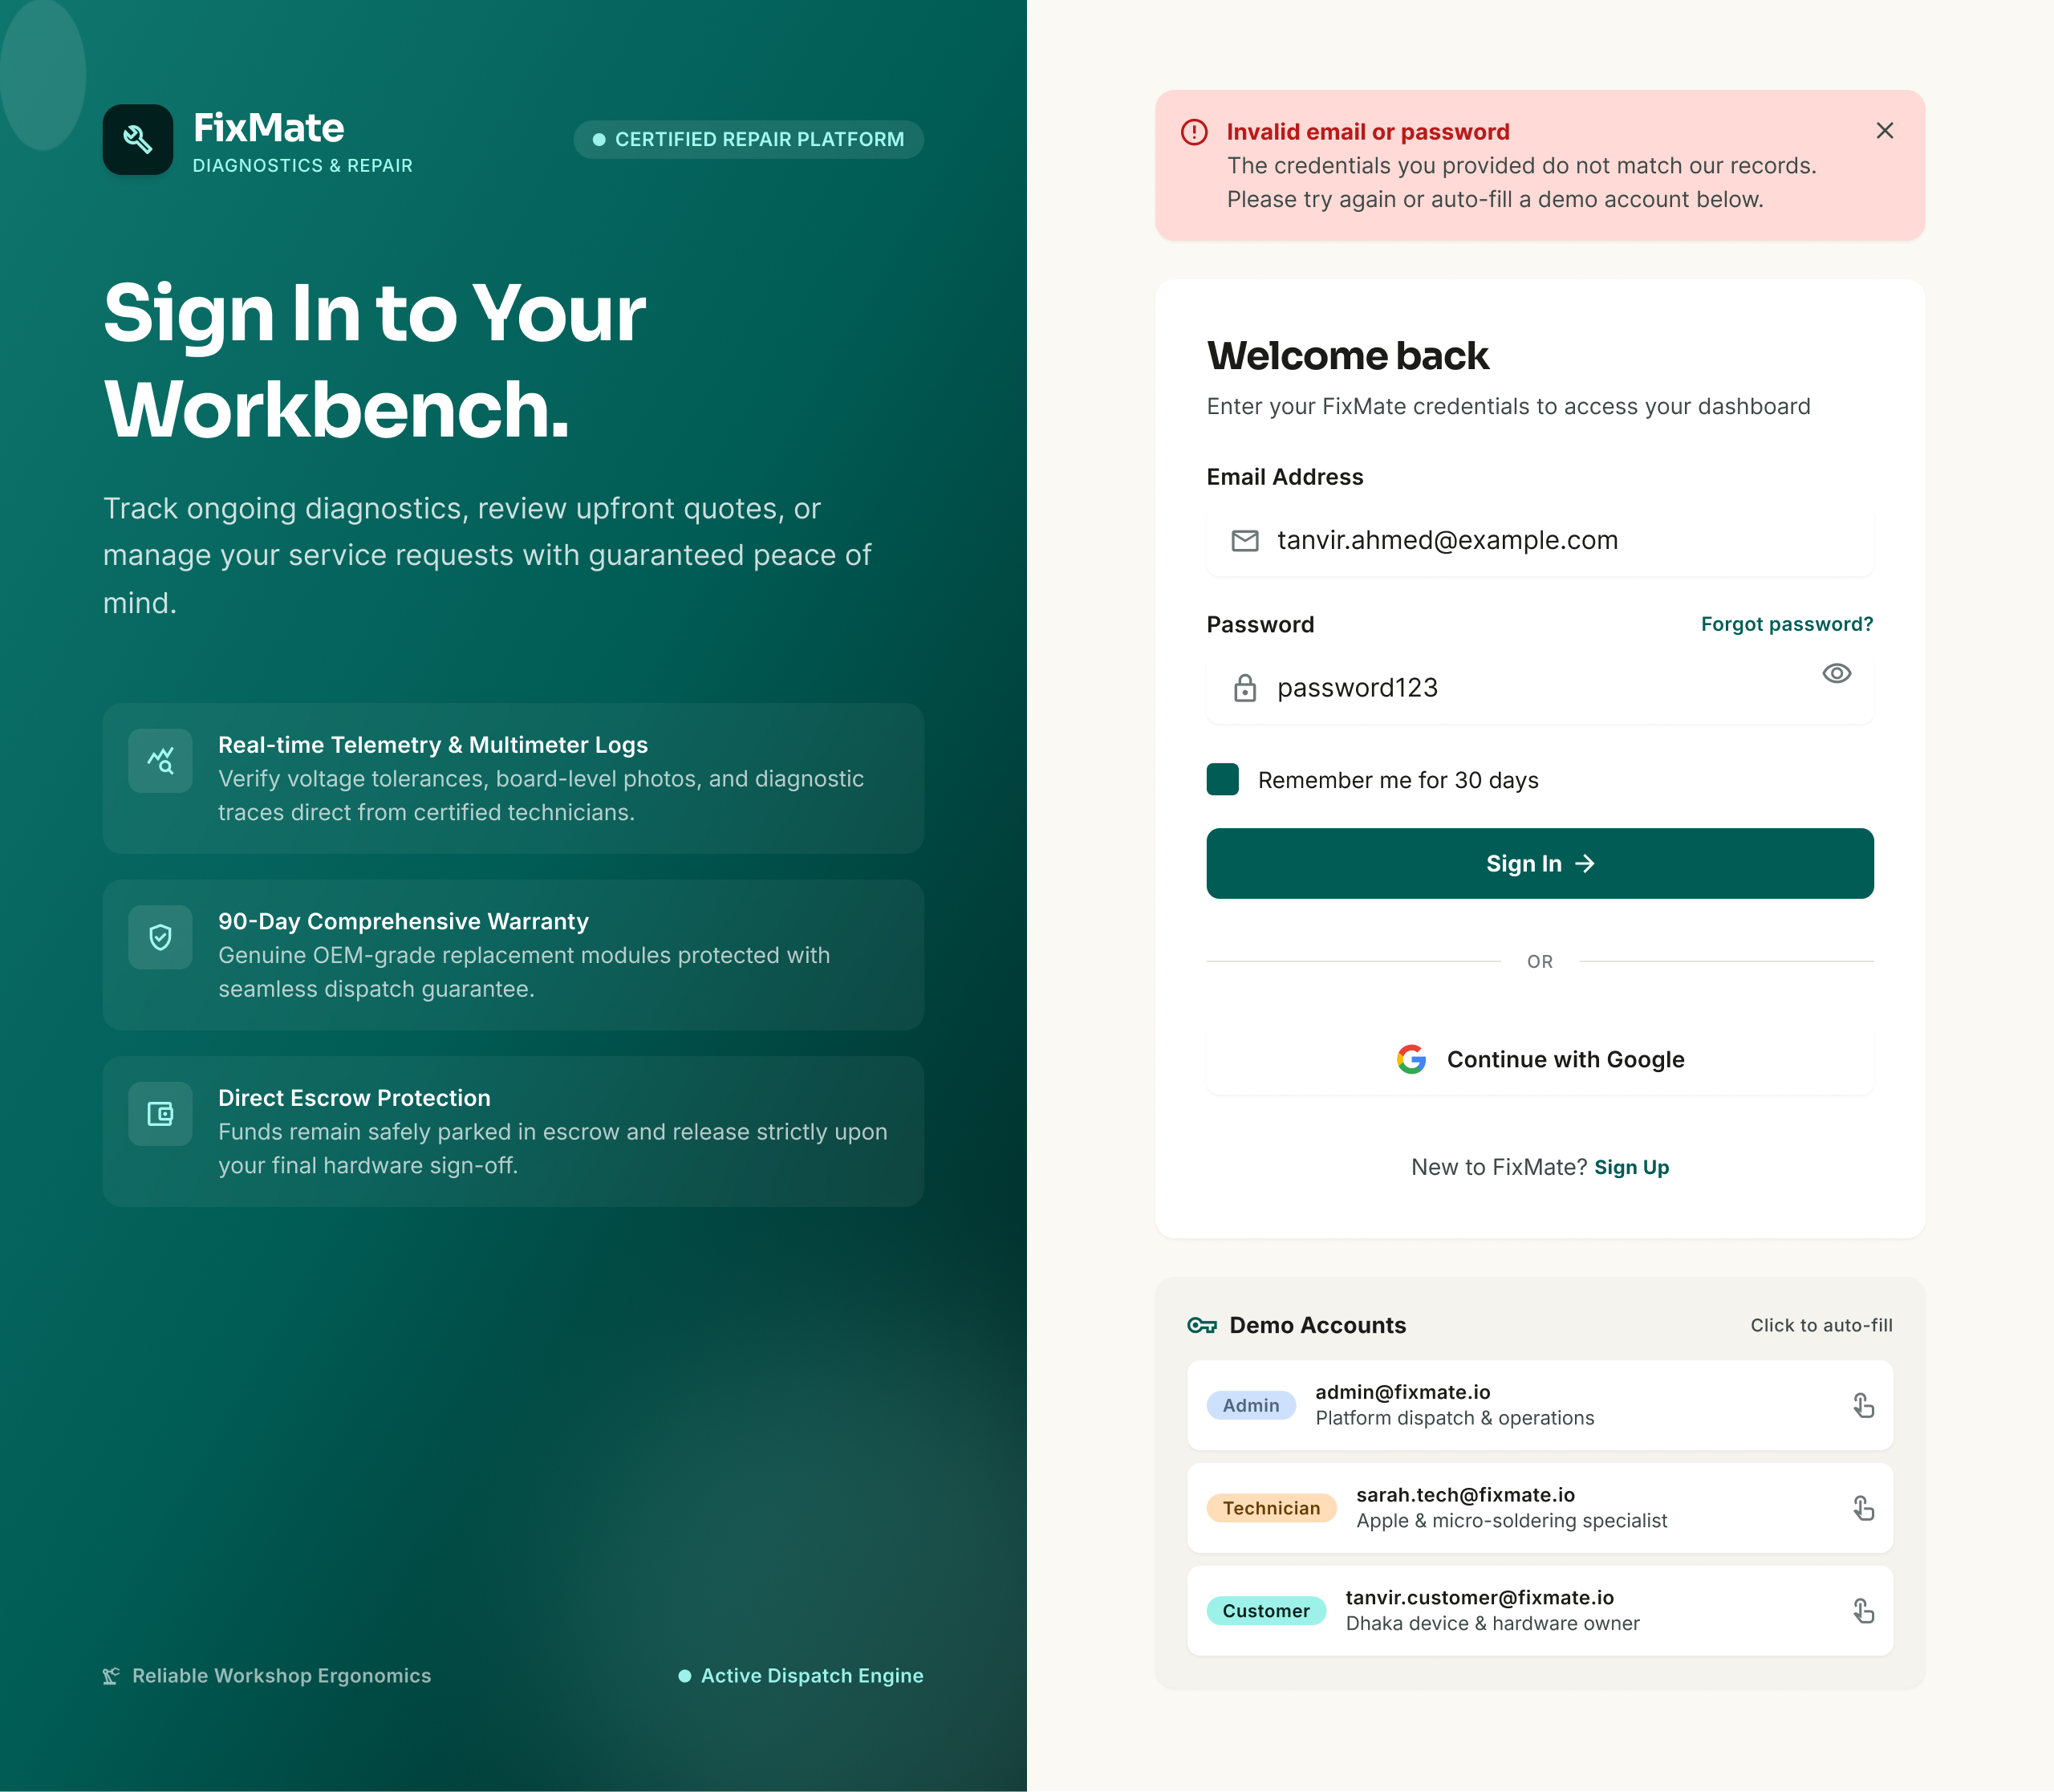 FixMate
DIAGNOSTICS & REPAIR
CERTIFIED REPAIR PLATFORM
Sign In to Your
Workbench.
Track ongoing diagnostics, review upfront quotes, or
manage your service requests with guaranteed peace of
mind.
Real-time Telemetry & Multimeter Logs
Verify voltage tolerances, board-level photos, and diagnostic
traces direct from certified technicians.
90-Day Comprehensive Warranty
Genuine OEM-grade replacement modules protected with
seamless dispatch guarantee.
Direct Escrow Protection
Funds remain safely parked in escrow and release strictly upon
your final hardware sign-off.
Reliable Workshop Ergonomics
Active Dispatch Engine
Invalid email or password
The credentials you provided do not match our records.
Please try again or auto-fill a demo account below.
Welcome back
Enter your FixMate credentials to access your dashboard
Email Address
tanvir.ahmed@example.com
Password
Forgot password?
password123
Remember me for 30 days
Sign In
OR
Continue with Google
New to FixMate? Sign Up
Demo Accounts
Click to auto-fill
Admin
admin@fixmate.io
Platform dispatch & operations
Technician
sarah.tech@fixmate.io
Apple & micro-soldering specialist
Customer
tanvir.customer@fixmate.io
Dhaka device & hardware owner